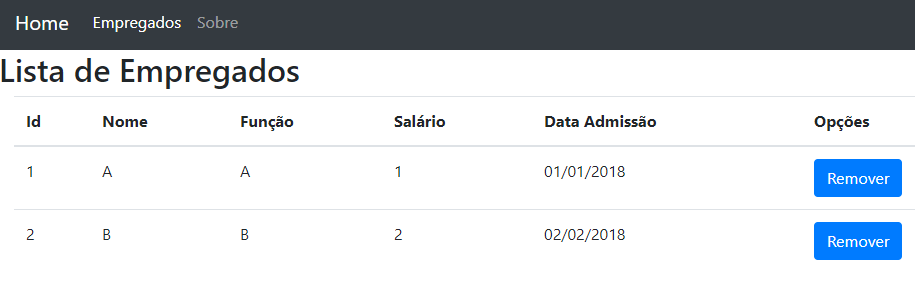 Home Empregados Sobre
Lista de Empregados
Id Nome Função Salário Data Admissão Opções
1 A A 1 01/01/2018 Remover
2 B B 2 02/02/2018 Remover